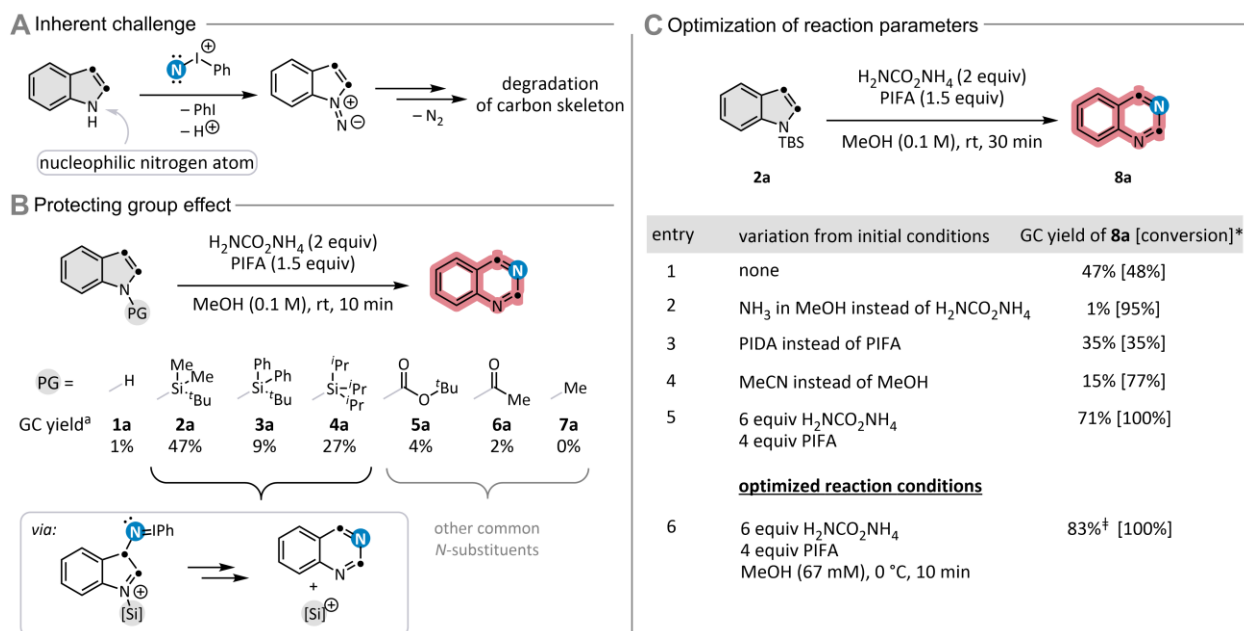 A Inherent challenge
N
I⊕
Ph
– PhI
– H⊕
N
H
N⊕
N⊖
– N₂
degradation
of carbon skeleton
nucleophilic nitrogen atom
B Protecting group effect
N
PG
H₂NCO₂NH₄ (2 equiv)
PIFA (1.5 equiv)
MeOH (0.1 M), rt, 10 min
N
N
PG =
H
Me
Si
Me
ᵗBu
Ph
Si
Ph
ᵗBu
ⁱPr
Si
ⁱPr
ⁱPr
O
O
ᵗBu
O
Me
Me
GC yieldᵃ 1a 2a 3a 4a 5a 6a 7a
1% 47% 9% 27% 4% 2% 0%
via:
N=IPh
N⊕
[Si]
N
N
+
[Si]⊕
other common
N-substituents
C Optimization of reaction parameters
N
TBS
2a
H₂NCO₂NH₄ (2 equiv)
PIFA (1.5 equiv)
MeOH (0.1 M), rt, 30 min
N
N
8a
entry variation from initial conditions GC yield of 8a [conversion]*
1 none 47% [48%]
2 NH₃ in MeOH instead of H₂NCO₂NH₄ 1% [95%]
3 PIDA instead of PIFA 35% [35%]
4 MeCN instead of MeOH 15% [77%]
5 6 equiv H₂NCO₂NH₄ 71% [100%]
4 equiv PIFA
optimized reaction conditions
6 6 equiv H₂NCO₂NH₄ 83%ǂ [100%]
4 equiv PIFA
MeOH (67 mM), 0 °C, 10 min